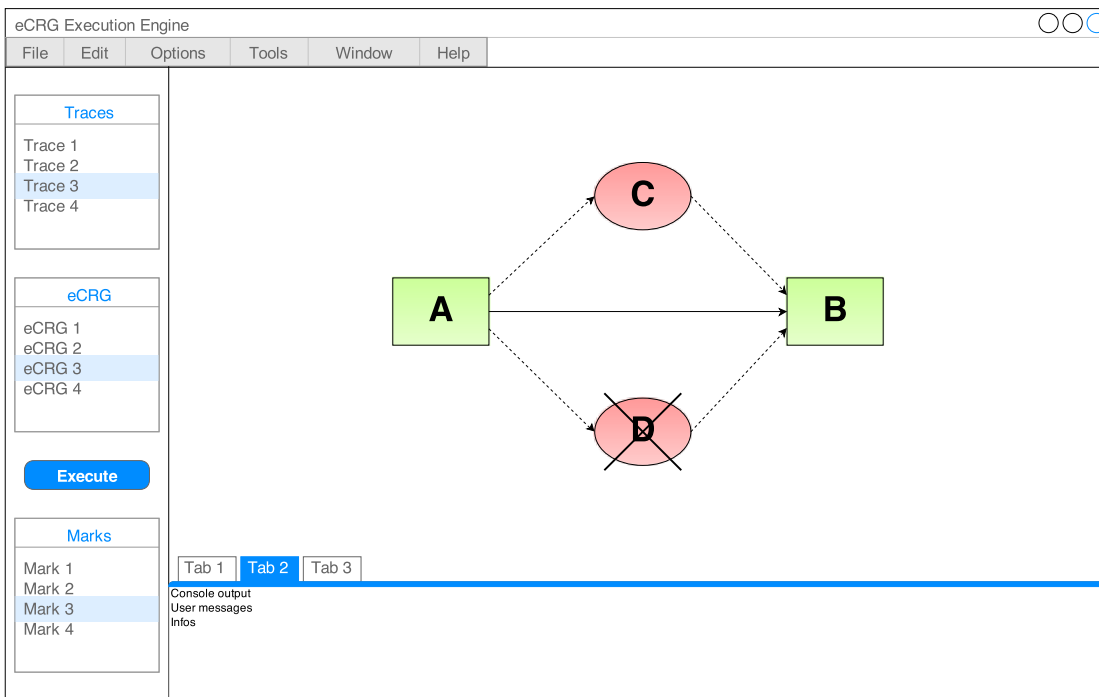 eCRG Execution Engine
File Edit Options Tools Window Help
Traces
Trace 1
Trace 2
Trace 3
Trace 4
eCRG
eCRG 1
eCRG 2
eCRG 3
eCRG 4
Execute
Marks
Mark 1
Mark 2
Mark 3
Mark 4
C
A
B
D
Tab 1 Tab 2 Tab 3
Console output
User messages
Infos